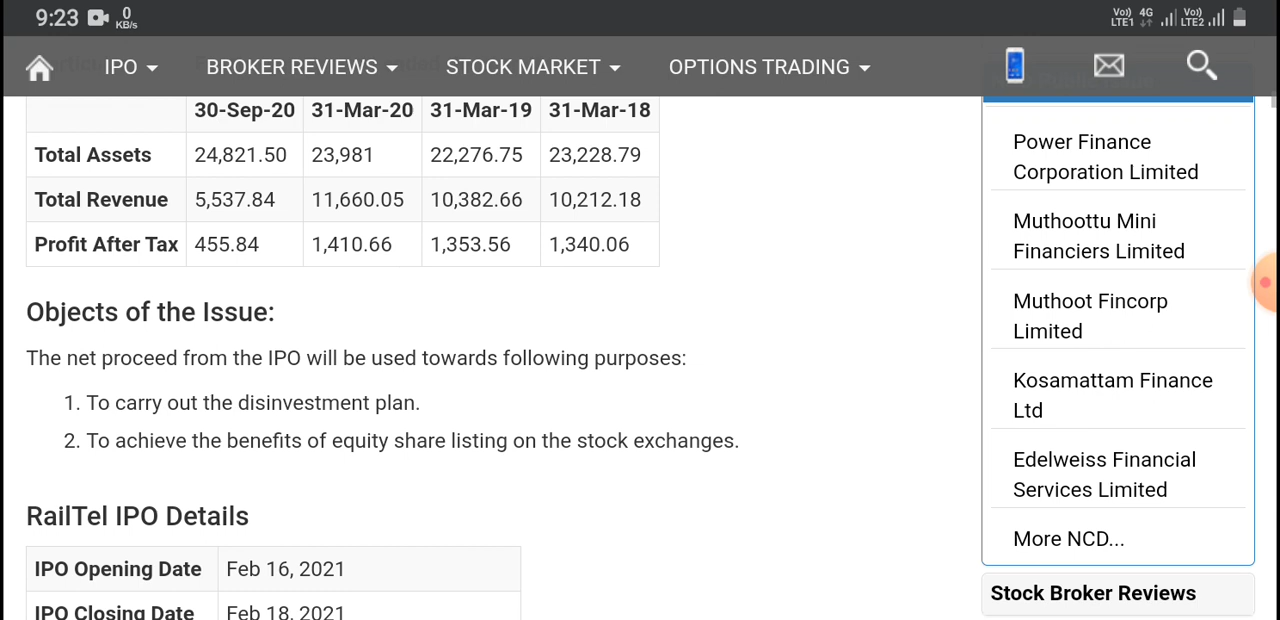 9:23 0 KB/s Vo)) LTE1 4G Vo)) LTE2
IPO BROKER REVIEWS STOCK MARKET OPTIONS TRADING
30-Sep-20 31-Mar-20 31-Mar-19 31-Mar-18
Total Assets 24,821.50 23,981 22,276.75 23,228.79
Total Revenue 5,537.84 11,660.05 10,382.66 10,212.18
Profit After Tax 455.84 1,410.66 1,353.56 1,340.06
Objects of the Issue:
The net proceed from the IPO will be used towards following purposes:
1. To carry out the disinvestment plan.
2. To achieve the benefits of equity share listing on the stock exchanges.
RailTel IPO Details
IPO Opening Date Feb 16, 2021
IPO Closing Date Feb 18, 2021
Power Finance
Corporation Limited
Muthoottu Mini
Financiers Limited
Muthoot Fincorp
Limited
Kosamattam Finance
Ltd
Edelweiss Financial
Services Limited
More NCD...
Stock Broker Reviews